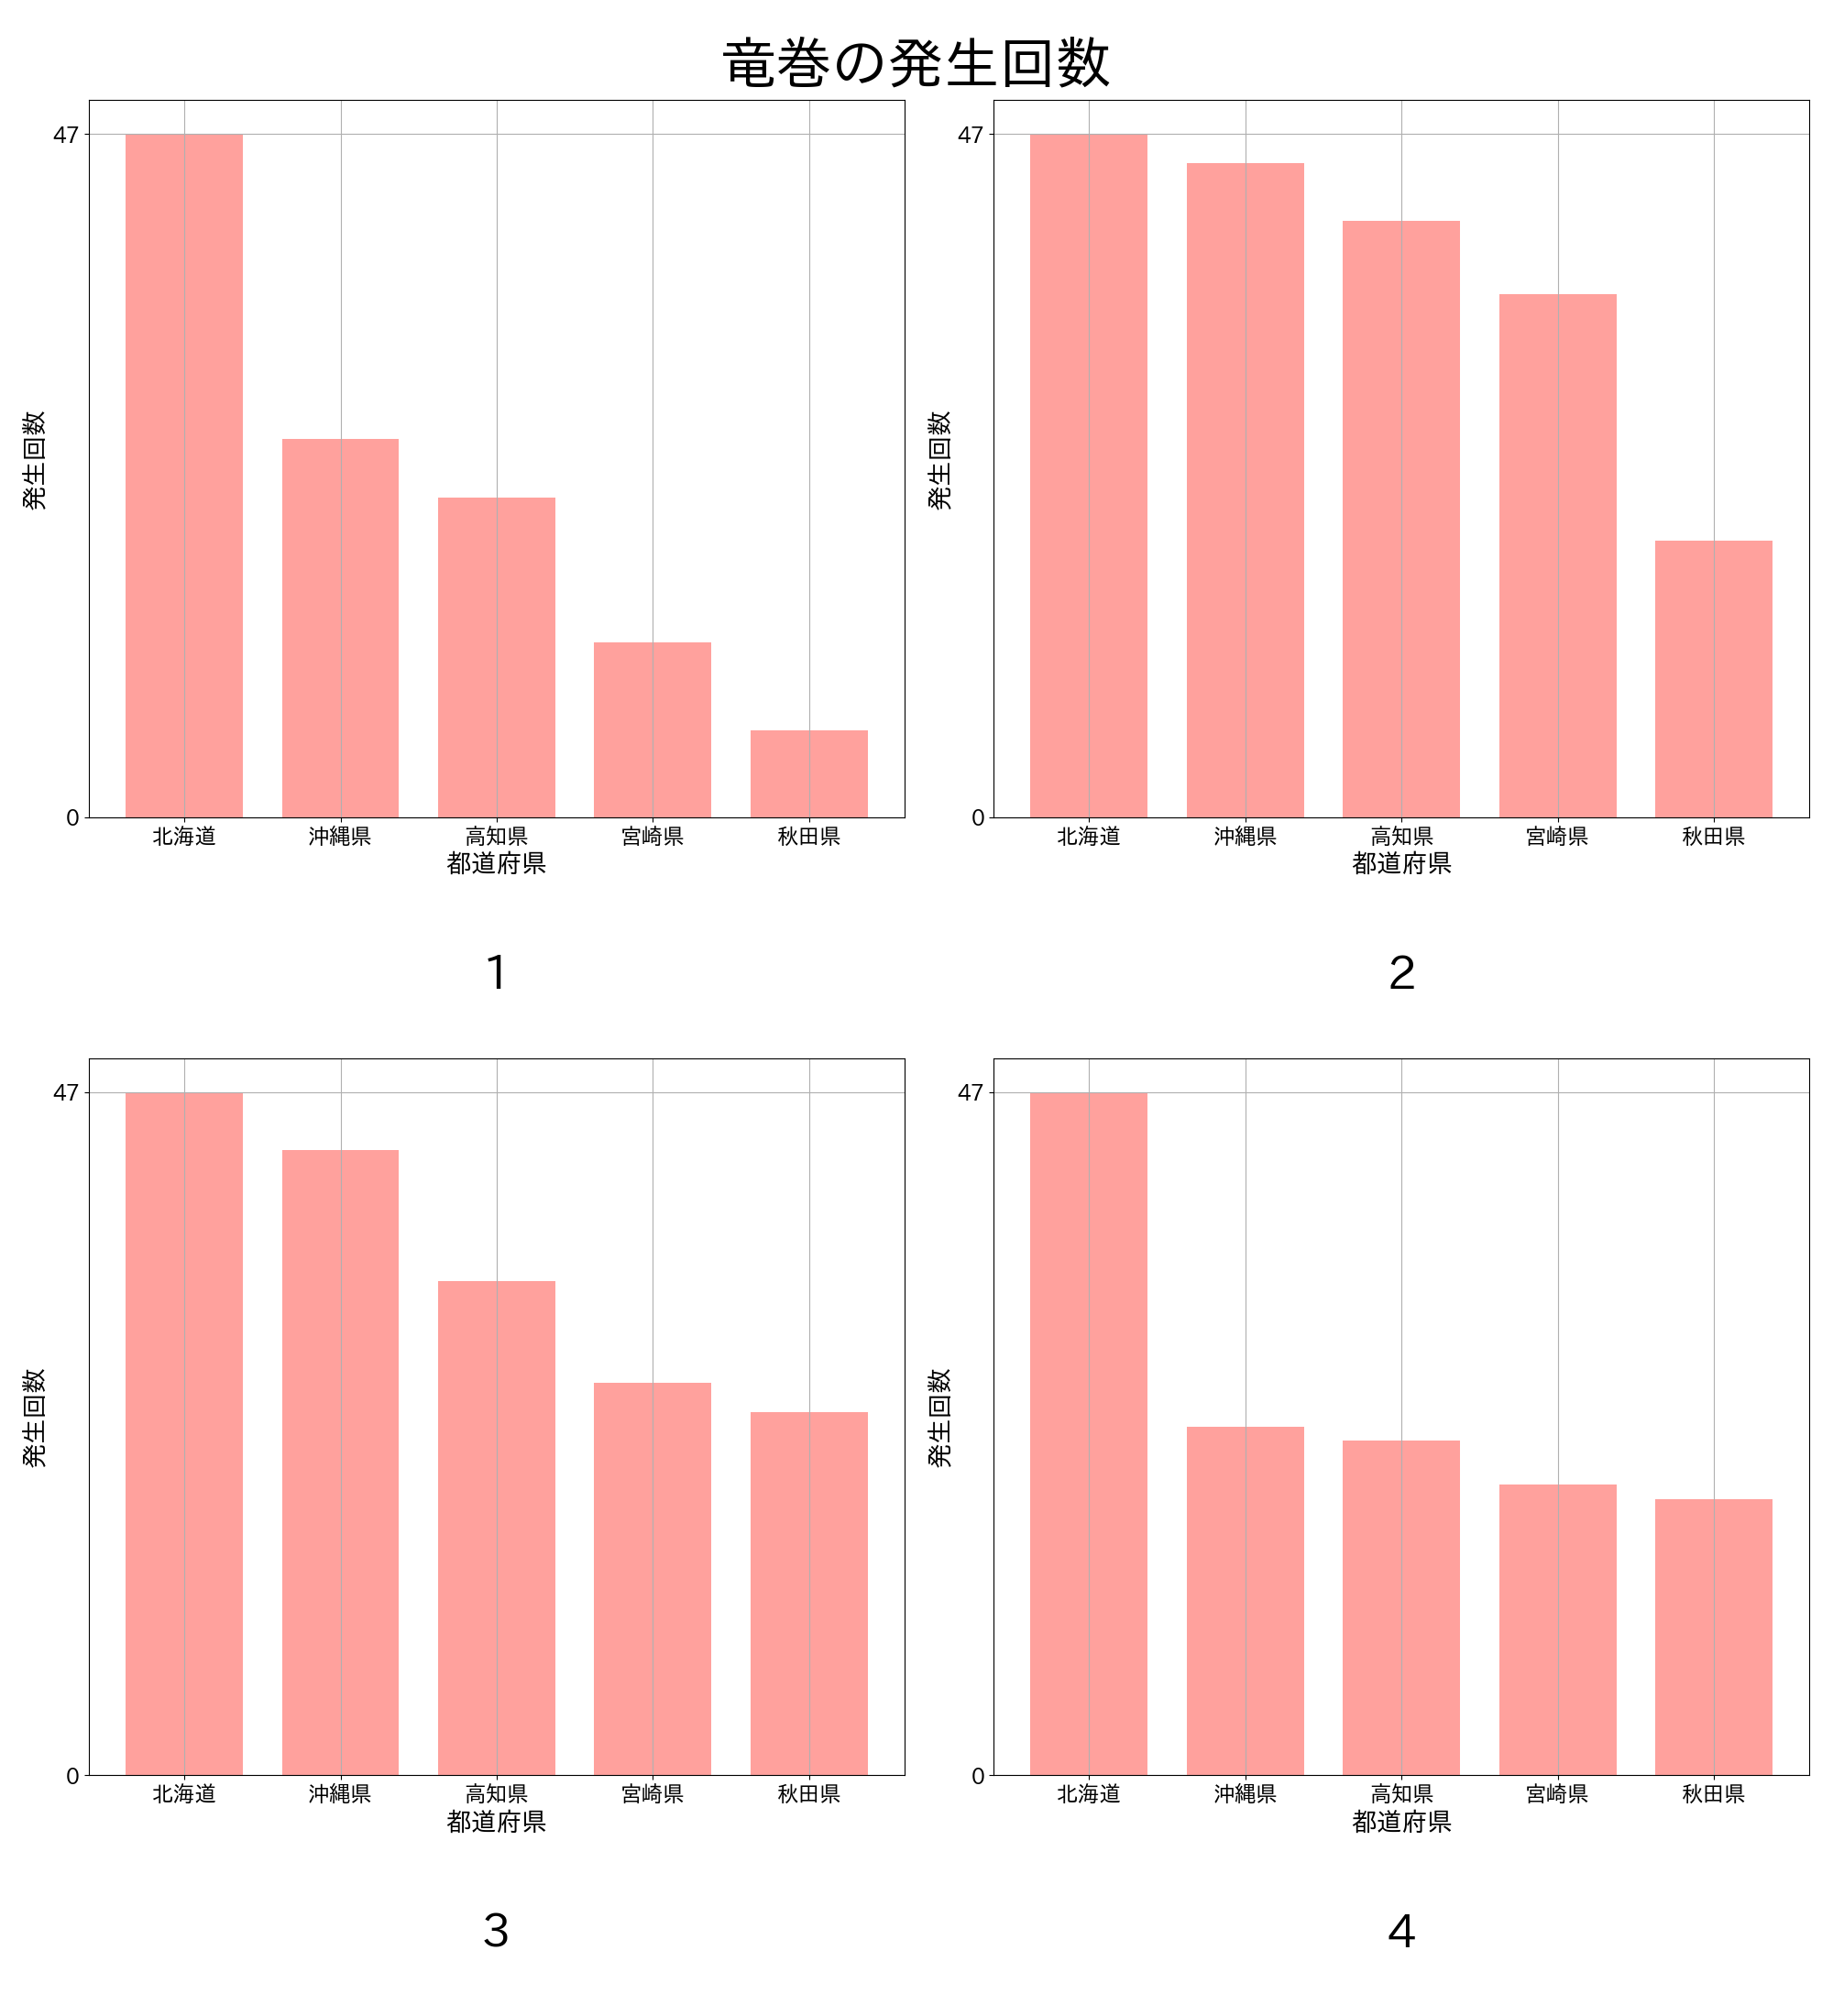 竜巻の発生回数
47
0
発生回数
北海道 沖縄県 高知県 宮崎県 秋田県
都道府県
1
47
0
発生回数
北海道 沖縄県 高知県 宮崎県 秋田県
都道府県
2
47
0
発生回数
北海道 沖縄県 高知県 宮崎県 秋田県
都道府県
3
47
0
発生回数
北海道 沖縄県 高知県 宮崎県 秋田県
都道府県
4